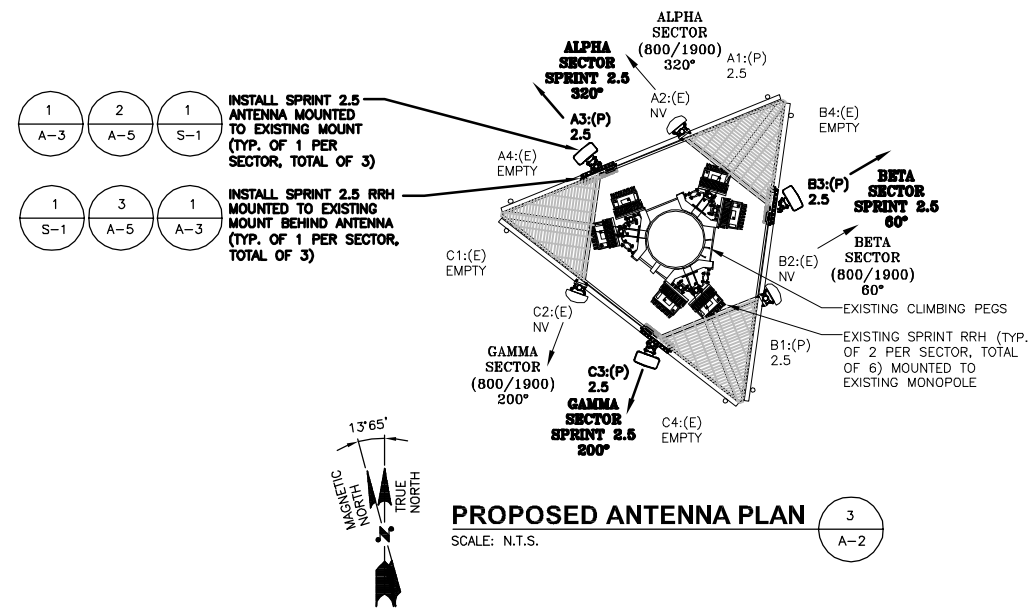 ALPHA
SECTOR
(800/1900)
320°
ALPHA
SECTOR
SPRINT 2.5
320°
A1:(P)
2.5
A2:(E)
NV
A3:(P)
2.5
A4:(E)
EMPTY
1
A-3
2
A-5
1
S-1
INSTALL SPRINT 2.5
ANTENNA MOUNTED
TO EXISTING MOUNT
(TYP. OF 1 PER
SECTOR, TOTAL OF 3)
1
S-1
3
A-5
1
A-3
INSTALL SPRINT 2.5 RRH
MOUNTED TO EXISTING
MOUNT BEHIND ANTENNA
(TYP. OF 1 PER SECTOR,
TOTAL OF 3)
B4:(E)
EMPTY
B3:(P)
2.5
BETA
SECTOR
SPRINT 2.5
60°
B2:(E)
NV
BETA
SECTOR
(800/1900)
60°
EXISTING CLIMBING PEGS
B1:(P)
2.5
EXISTING SPRINT RRH (TYP.
OF 2 PER SECTOR, TOTAL
OF 6) MOUNTED TO
EXISTING MONOPOLE
C1:(E)
EMPTY
C2:(E)
NV
GAMMA
SECTOR
(800/1900)
200°
C3:(P)
2.5
GAMMA
SECTOR
SPRINT 2.5
200°
C4:(E)
EMPTY
13°65'
MAGNETIC
NORTH
TRUE
NORTH
N
PROPOSED ANTENNA PLAN
SCALE: N.T.S.
3
A-2